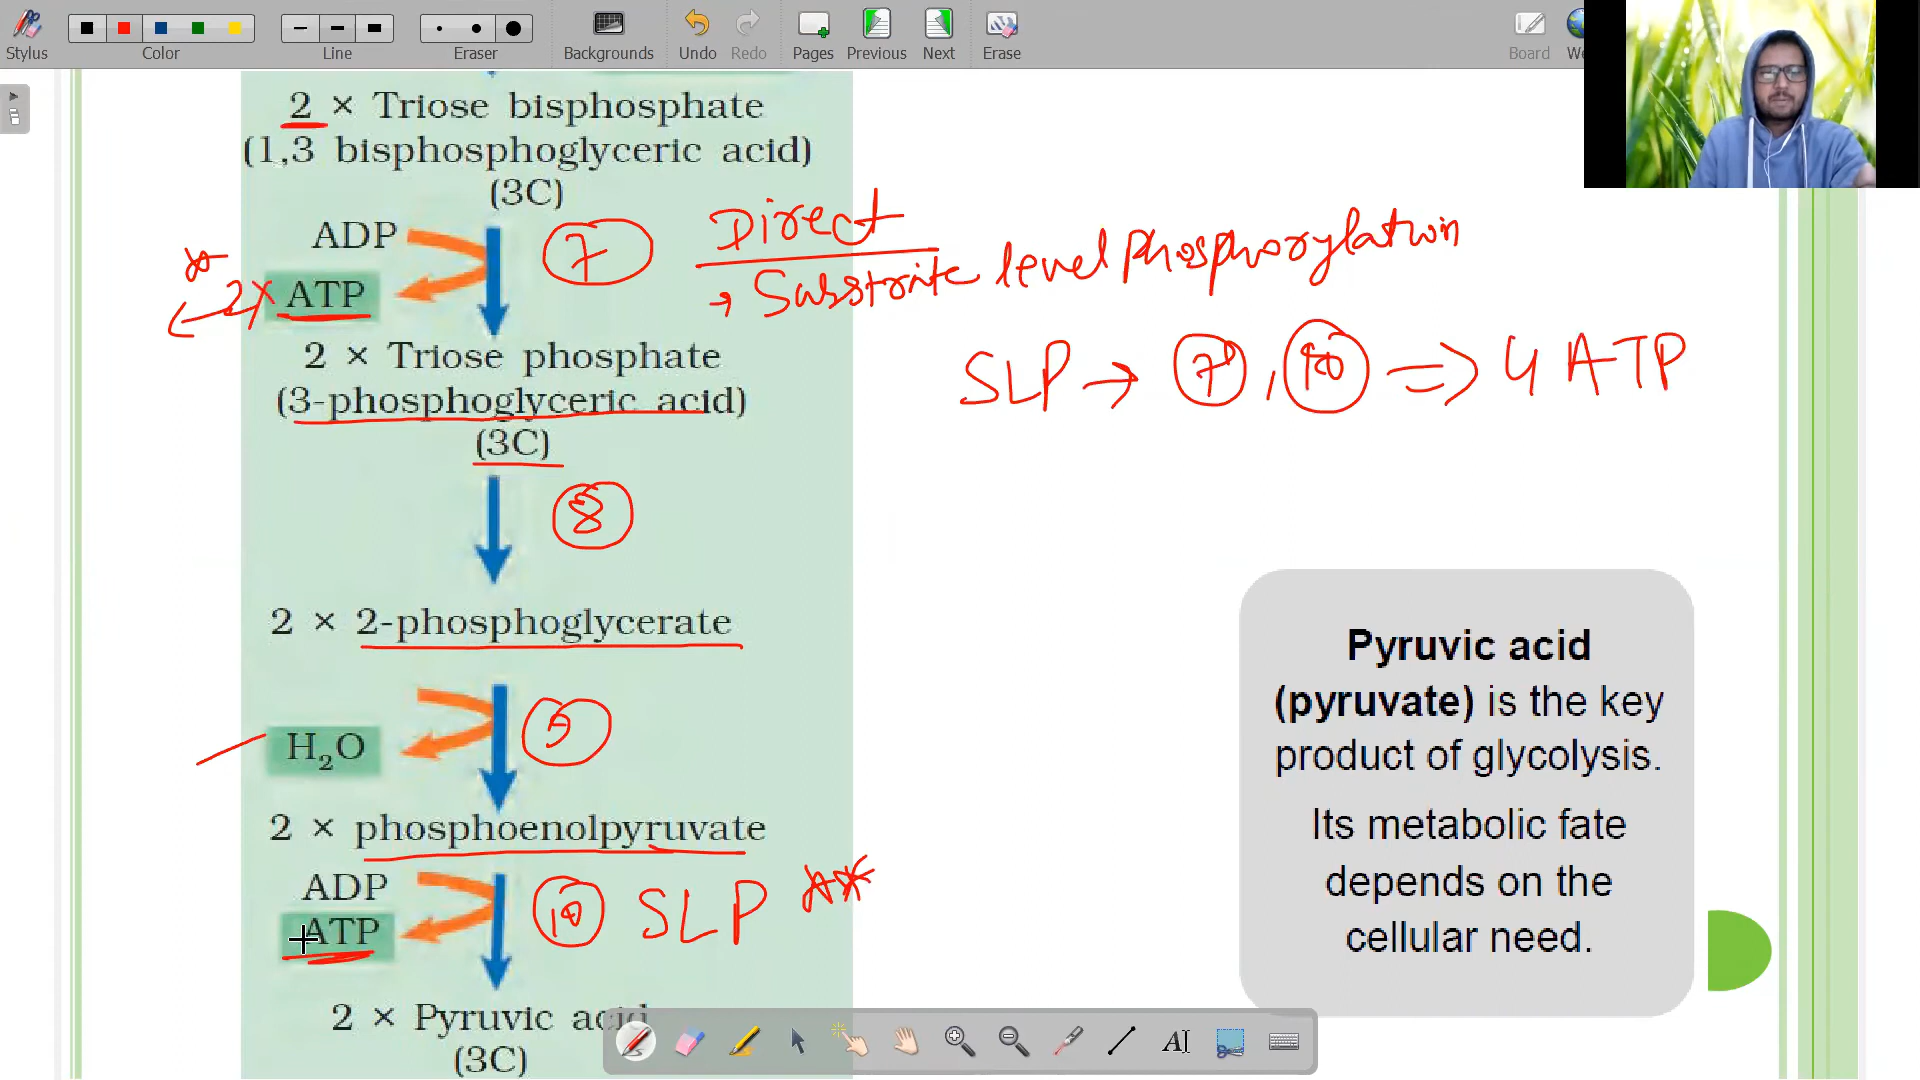 Stylus
Color
Line
Eraser
Backgrounds
Undo
Redo
Pages
Previous
Next
Erase
Board
2 × Triose bisphosphate
(1,3 bisphosphoglyceric acid)
(3C)
ADP
7
Direct
Substrate level phosphorylation
2X ATP
2 × Triose phosphate
(3-phosphoglyceric acid)
(3C)
SLP → 7, 10 ⇒ 4 ATP
8
2 × 2-phosphoglycerate
H₂O
9
2 × phosphoenolpyruvate
ADP
ATP
10 SLP
2 × Pyruvic acid
(3C)
Pyruvic acid
(pyruvate) is the key
product of glycolysis.
Its metabolic fate
depends on the
cellular need.